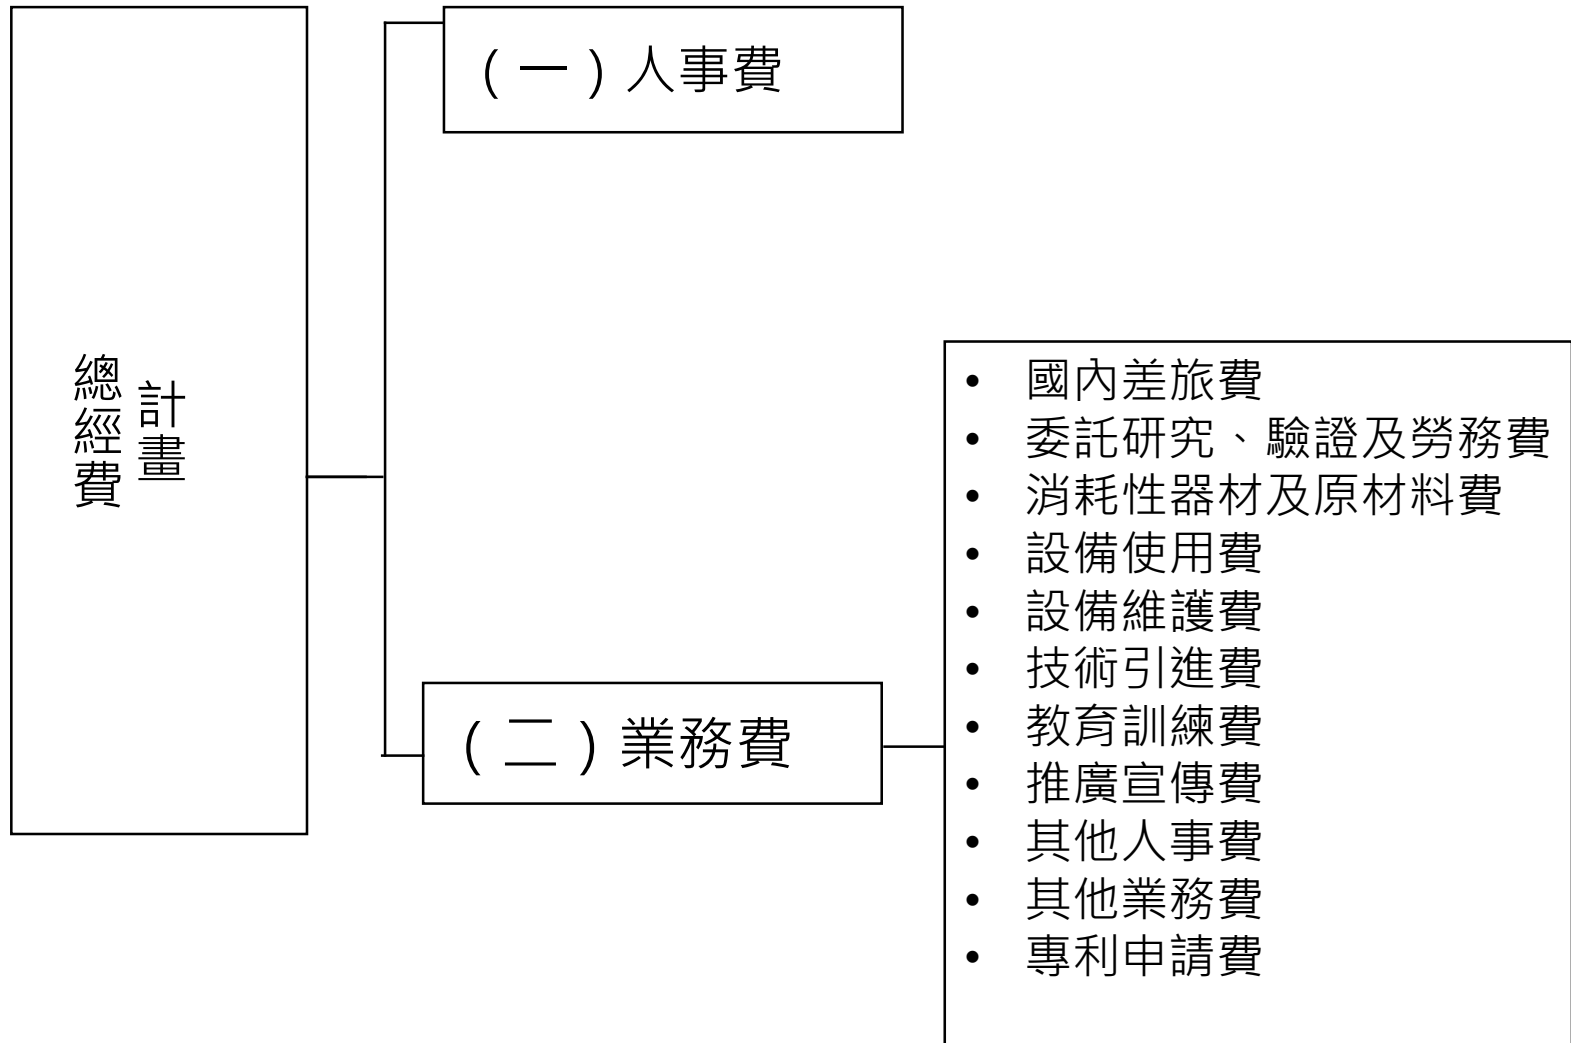 計畫
總經費
(一)人事費
(二)業務費
• 國內差旅費
• 委託研究、驗證及勞務費
• 消耗性器材及原材料費
• 設備使用費
• 設備維護費
• 技術引進費
• 教育訓練費
• 推廣宣傳費
• 其他人事費
• 其他業務費
• 專利申請費